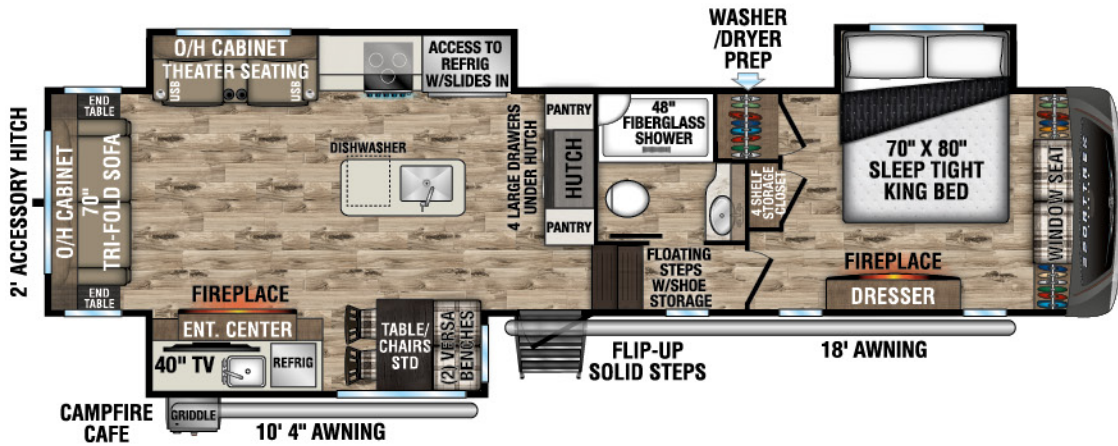 WASHER
/DRYER
PREP
O/H CABINET
THEATER SEATING
USB
USB
ACCESS TO
REFRIG
W/SLIDES IN
2' ACCESSORY HITCH
END
TABLE
O/H CABINET
70"
TRI-FOLD SOFA
END
TABLE
DISHWASHER
4 LARGE DRAWERS
UNDER HUTCH
PANTRY
HUTCH
PANTRY
48"
FIBERGLASS
SHOWER
4 SHELF
STORAGE
CLOSET
70" X 80"
SLEEP TIGHT
KING BED
WINDOW SEAT
SPORTTREK
FLOATING
STEPS
W/SHOE
STORAGE
FIREPLACE
DRESSER
FIREPLACE
ENT. CENTER
40" TV
REFRIG
TABLE/
CHAIRS
STD
(2) VERSA
BENCHES
FLIP-UP
SOLID STEPS
18' AWNING
CAMPFIRE
CAFE
GRIDDLE
10' 4" AWNING